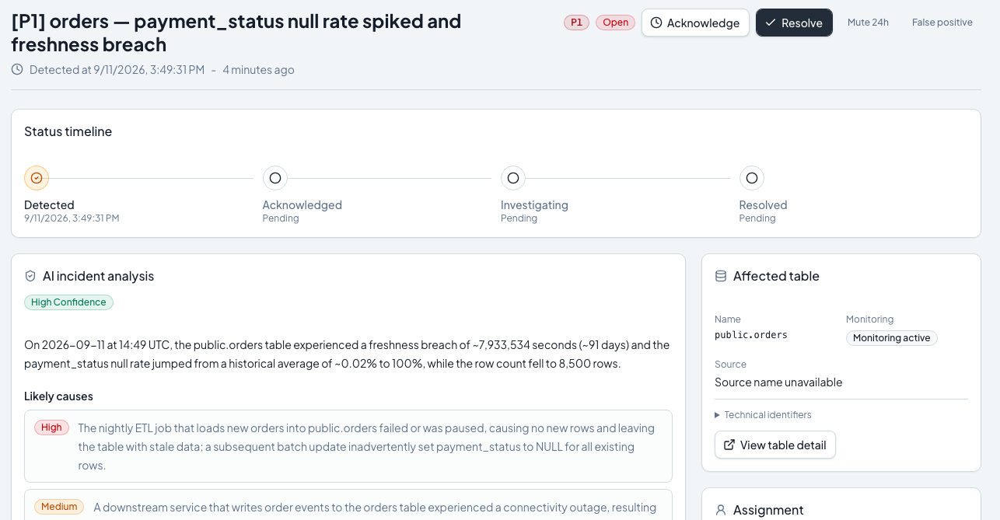 [P1] orders — payment_status null rate spiked and
freshness breach
P1
Open
Acknowledge
Resolve
Mute 24h
False positive
Detected at 9/11/2026, 3:49:31 PM - 4 minutes ago
Status timeline
Detected
9/11/2026, 3:49:31 PM
Acknowledged
Pending
Investigating
Pending
Resolved
Pending
AI incident analysis
High Confidence
On 2026-09-11 at 14:49 UTC, the public.orders table experienced a freshness breach of ~7,933,534 seconds (~91 days) and the
payment_status null rate jumped from a historical average of ~0.02% to 100%, while the row count fell to 8,500 rows.
Likely causes
High
The nightly ETL job that loads new orders into public.orders failed or was paused, causing no new rows and leaving
the table with stale data; a subsequent batch update inadvertently set payment_status to NULL for all existing
rows.
Medium
A downstream service that writes order events to the orders table experienced a connectivity outage, resulting
Affected table
Name
public.orders
Monitoring
Monitoring active
Source
Source name unavailable
Technical identifiers
View table detail
Assignment